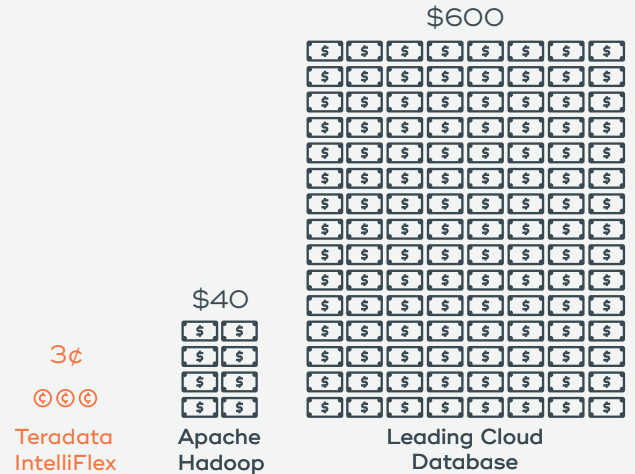 $600
$40
3¢
Teradata
IntelliFlex
Apache
Hadoop
Leading Cloud
Database